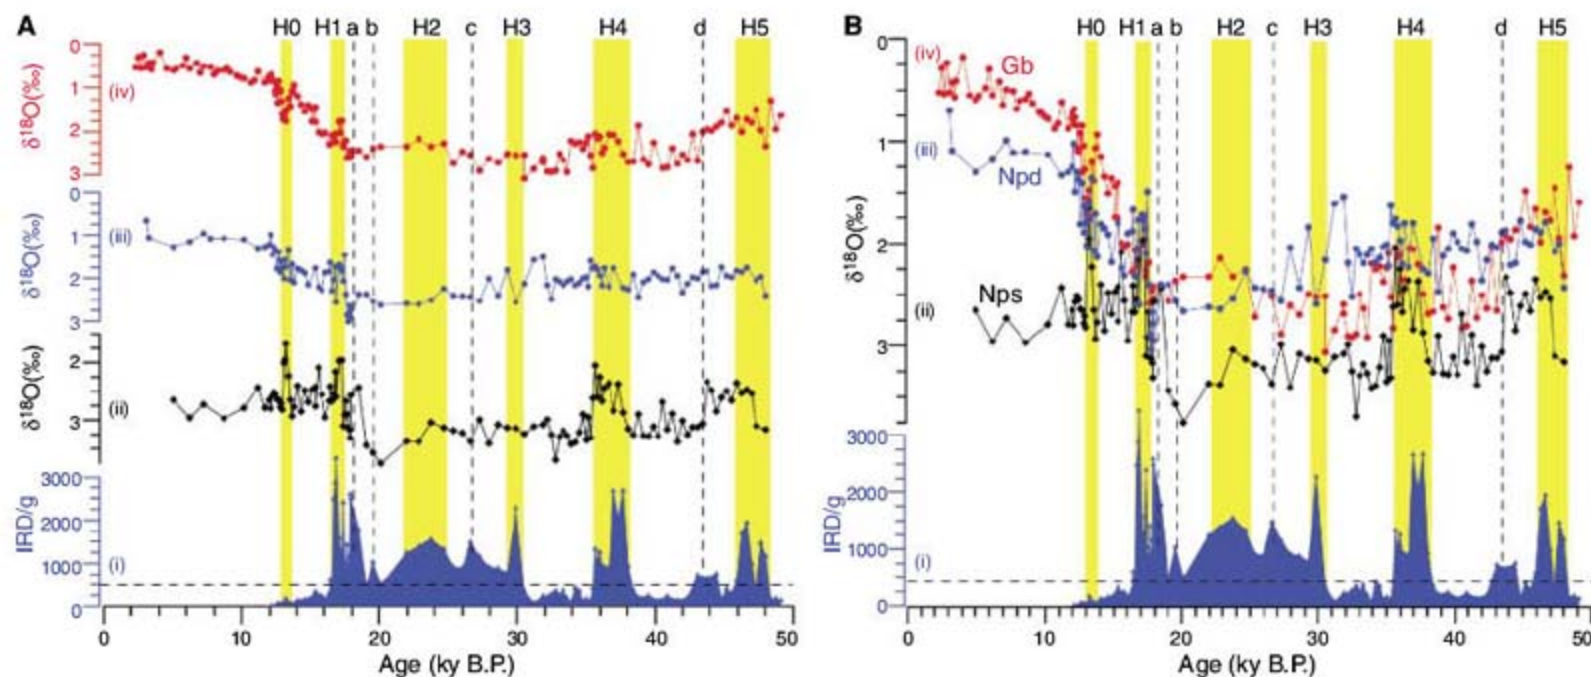 A
H0 H1 a b H2 c H3 H4 d H5
0
1
2
3
δ18O(‰)
(iv)
0
1
2
3
δ18O(‰)
(iii)
2
3
δ18O(‰)
(ii)
3000
2000
1000
0
IRD/g
(i)
0 10 20 30 40 50
Age (ky B.P.)
B
H0 H1 a b H2 c H3 H4 d H5
0
1
2
3
δ18O(‰)
(iv)
Gb
(iii)
Npd
(ii)
Nps
3000
2000
1000
0
IRD/g
(i)
0 10 20 30 40 50
Age (ky B.P.)